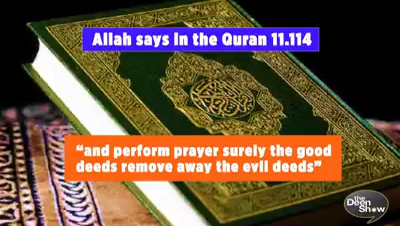 Allah says in the Quran 11.114
“and perform prayer surely the good
deeds remove away the evil deeds”
the
Deen
Show